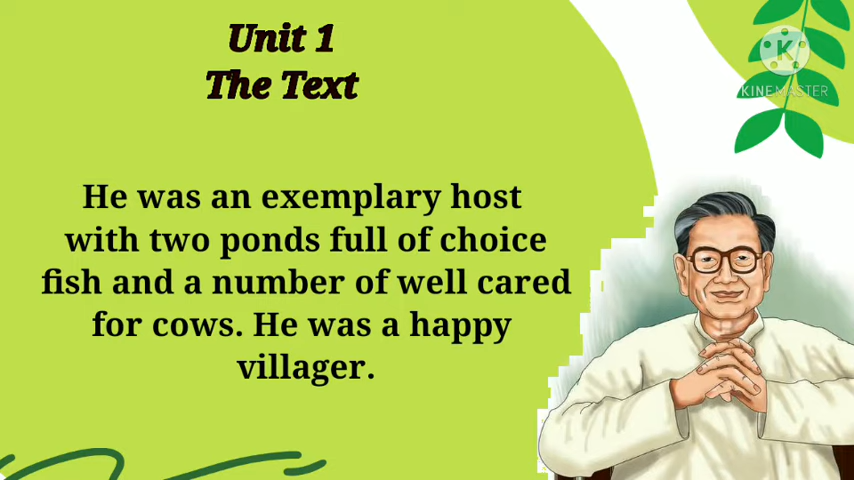 Unit 1
The Text
K
KINEMASTER
He was an exemplary host
with two ponds full of choice
fish and a number of well cared
for cows. He was a happy
villager.